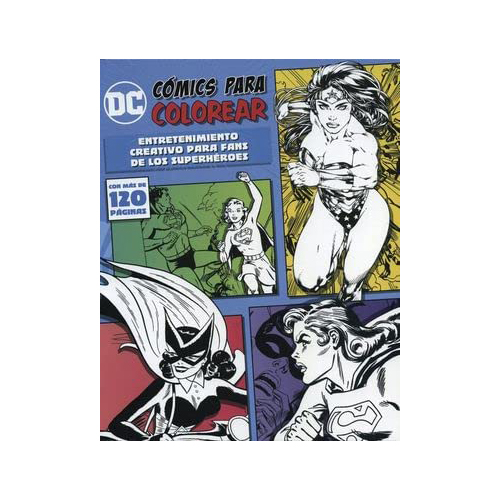 DC
CÓMICS PARA
COLOREAR
ENTRETENIMIENTO
CREATIVO PARA FANS
DE LOS SUPERHÉROES
CON MÁS DE
120
PÁGINAS